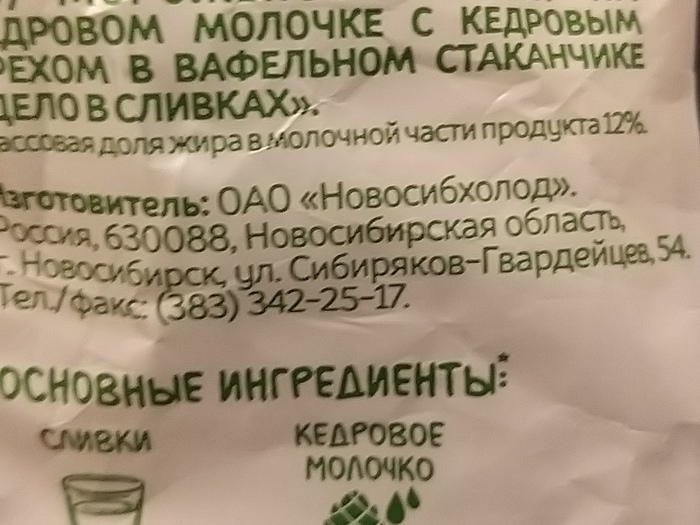 ДРОВОМ МОЛОЧКЕ С КЕДРОВЫМ
РЕХОМ В ВАФЕЛЬНОМ СТАКАНЧИКЕ
ДЕЛО В СЛИВКАХ».
ассовая доля жира в молочной части продукта 12%.
Изготовитель: ОАО «Новосибхолод».
Россия, 630088, Новосибирская область,
г. Новосибирск, ул. Сибиряков-Гвардейцев, 54.
Тел./факс: (383) 342-25-17.
ОСНОВНЫЕ ИНГРЕДИЕНТЫ:*
СЛИВКИ
КЕДРОВОЕ
МОЛОЧКО